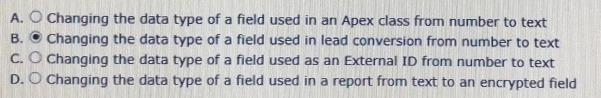 A. Changing the data type of a field used in an Apex class from number to text
B. Changing the data type of a field used in lead conversion from number to text
C. Changing the data type of a field used as an External ID from number to text
D. Changing the data type of a field used in a report from text to an encrypted field